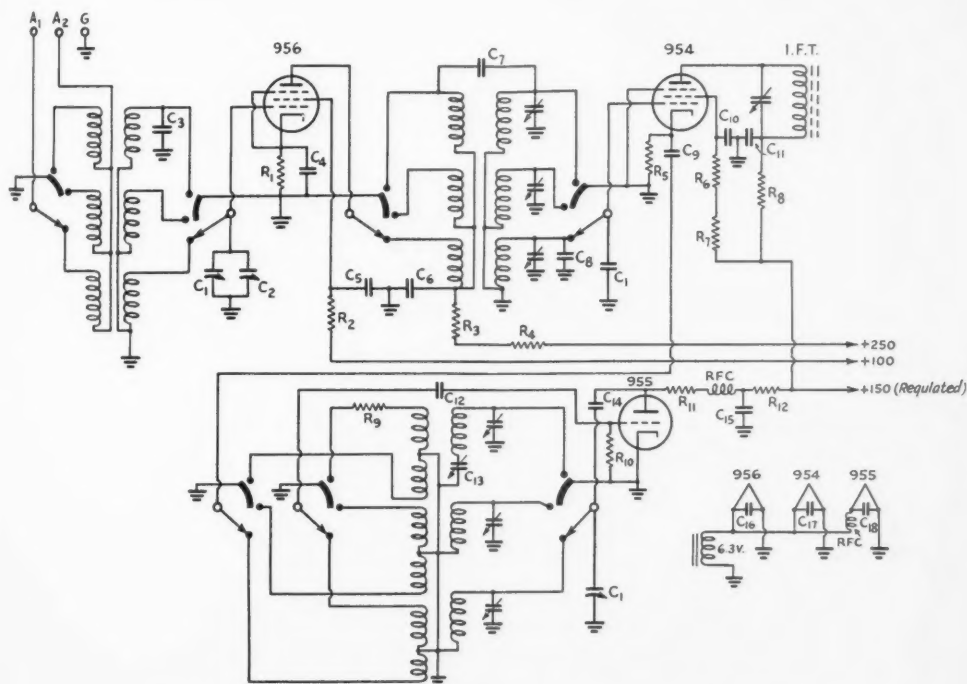 A₁ A₂ G
956
954
I.F.T.
C₇
C₃
C₄
R₁
C₉
R₅
C₁₀
C₁₁
R₆
R₈
R₇
C₁
C₂
C₅
C₆
C₈
C₁
R₂
R₃
R₄
+250
+100
+150 (Regulated)
955
C₁₂
C₁₄
R₁₁
RFC
R₁₂
C₁₅
R₉
R₁₀
C₁₃
C₁
956
954
955
C₁₆
C₁₇
C₁₈
RFC
6.3V.